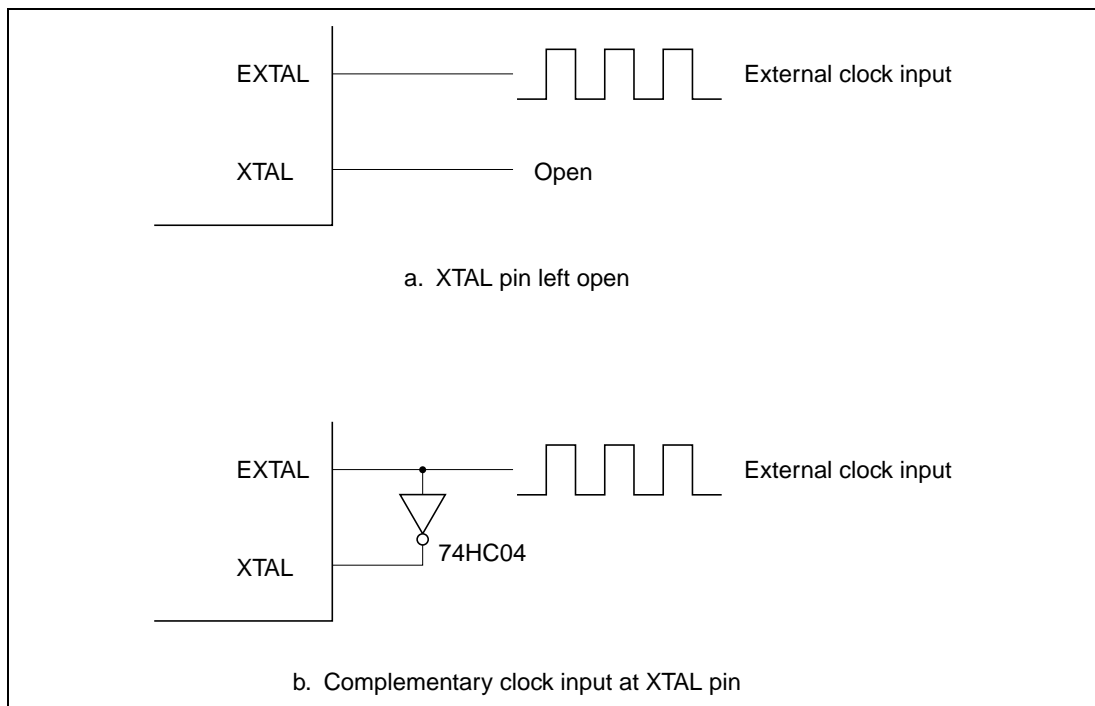 EXTAL
External clock input
XTAL
Open
a. XTAL pin left open
EXTAL
External clock input
74HC04
XTAL
b. Complementary clock input at XTAL pin